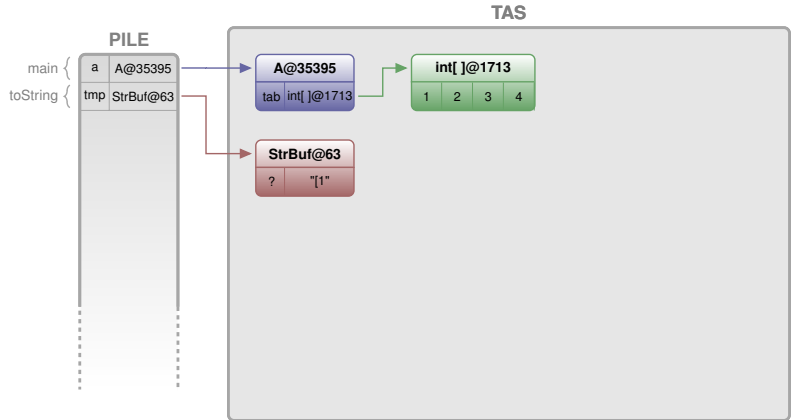 TAS
PILE
main { a A@35395
toString { tmp StrBuf@63
A@35395
tab int[ ]@1713
int[ ]@1713
1 2 3 4
StrBuf@63
? "[1"